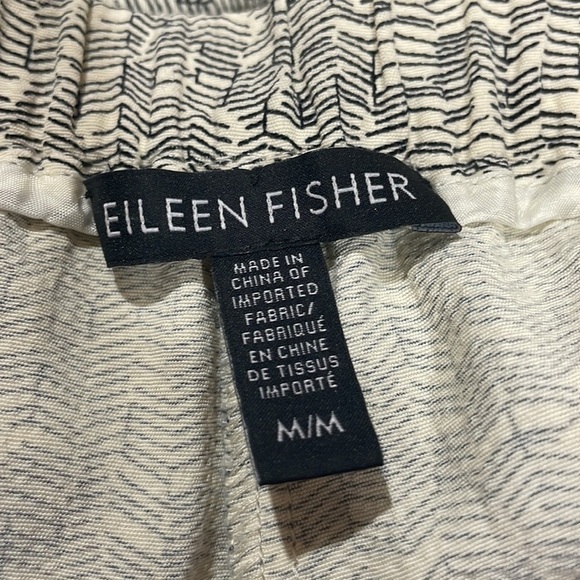 EILEEN FISHER
MADE IN
CHINA OF
IMPORTED
FABRIC/
FABRIQUÉ
EN CHINE
DE TISSUS
IMPORTÉ
M/M